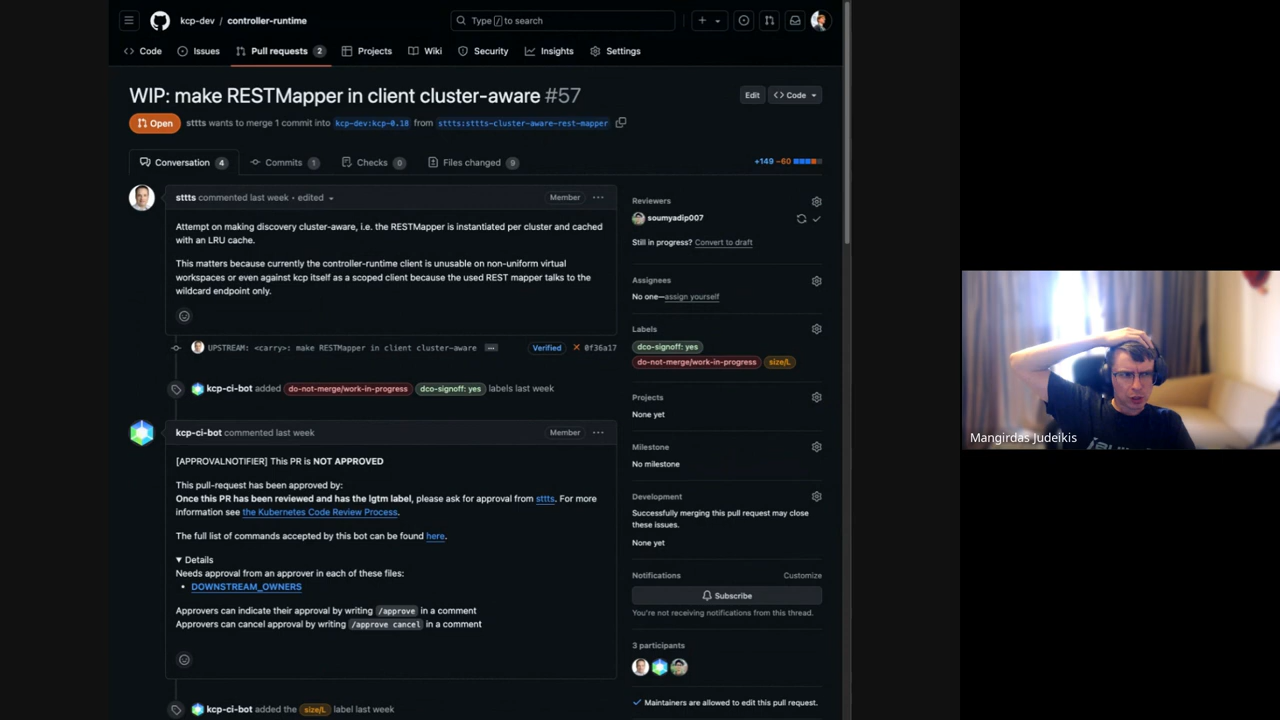 kcp-dev / controller-runtime
Type / to search
Code
Issues
Pull requests 2
Projects
Wiki
Security
Insights
Settings
WIP: make RESTMapper in client cluster-aware #57
Edit
<> Code
Open
sttts wants to merge 1 commit into kcp-dev:kcp-0.18 from sttts:sttts-cluster-aware-rest-mapper
Conversation 4
Commits 1
Checks 0
Files changed 9
+149 −60
sttts commented last week • edited
Member
Attempt on making discovery cluster-aware, i.e. the RESTMapper is instantiated per cluster and cached
with an LRU cache.
This matters because currently the controller-runtime client is unusable on non-uniform virtual
workspaces or even against kcp itself as a scoped client because the used REST mapper talks to the
wildcard endpoint only.
UPSTREAM: <carry>: make RESTMapper in client cluster-aware
Verified
0f36a17
kcp-ci-bot added do-not-merge/work-in-progress dco-signoff: yes labels last week
kcp-ci-bot commented last week
Member
[APPROVALNOTIFIER] This PR is NOT APPROVED
This pull-request has been approved by:
Once this PR has been reviewed and has the lgtm label, please ask for approval from sttts. For more
information see the Kubernetes Code Review Process.
The full list of commands accepted by this bot can be found here.
Details
Needs approval from an approver in each of these files:
• DOWNSTREAM_OWNERS
Approvers can indicate their approval by writing /approve in a comment
Approvers can cancel approval by writing /approve cancel in a comment
kcp-ci-bot added the size/L label last week
Reviewers
soumyadip007
Still in progress? Convert to draft
Assignees
No one—assign yourself
Labels
dco-signoff: yes
do-not-merge/work-in-progress size/L
Projects
None yet
Milestone
No milestone
Development
Successfully merging this pull request may close
these issues.
None yet
Notifications
Customize
Subscribe
You're not receiving notifications from this thread.
3 participants
Maintainers are allowed to edit this pull request.
Mangirdas Judeikis